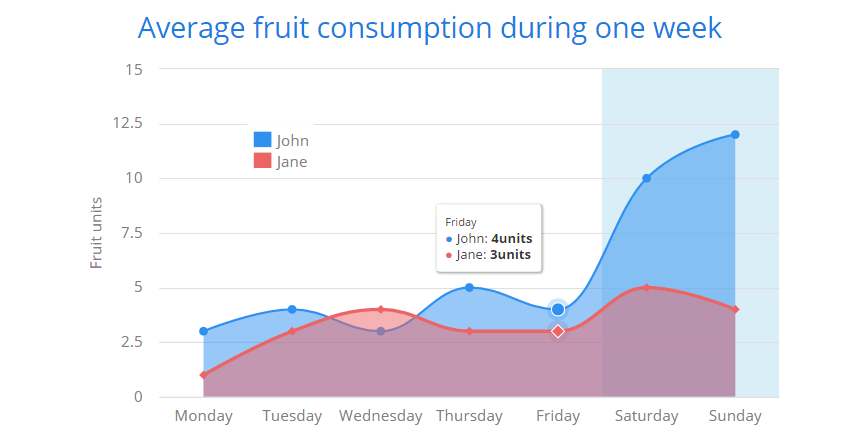 Average fruit consumption during one week
15
12.5
10
7.5
5
2.5
0
Fruit units
John
Jane
Friday
John: 4units
Jane: 3units
Monday Tuesday Wednesday Thursday Friday Saturday Sunday